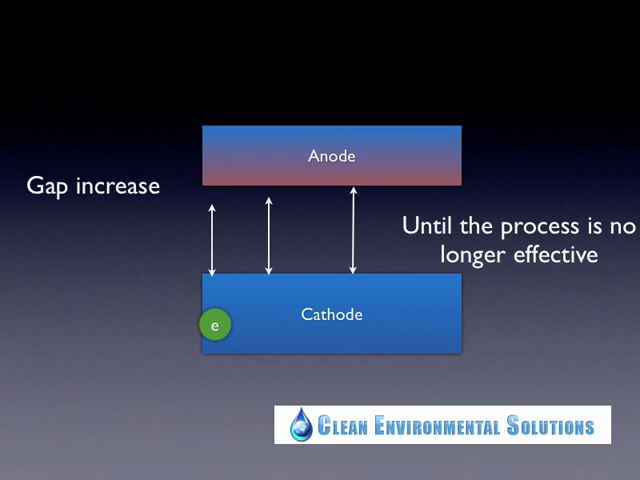 Anode
Gap increase
Until the process is no
longer effective
Cathode
e
CLEAN ENVIRONMENTAL SOLUTIONS